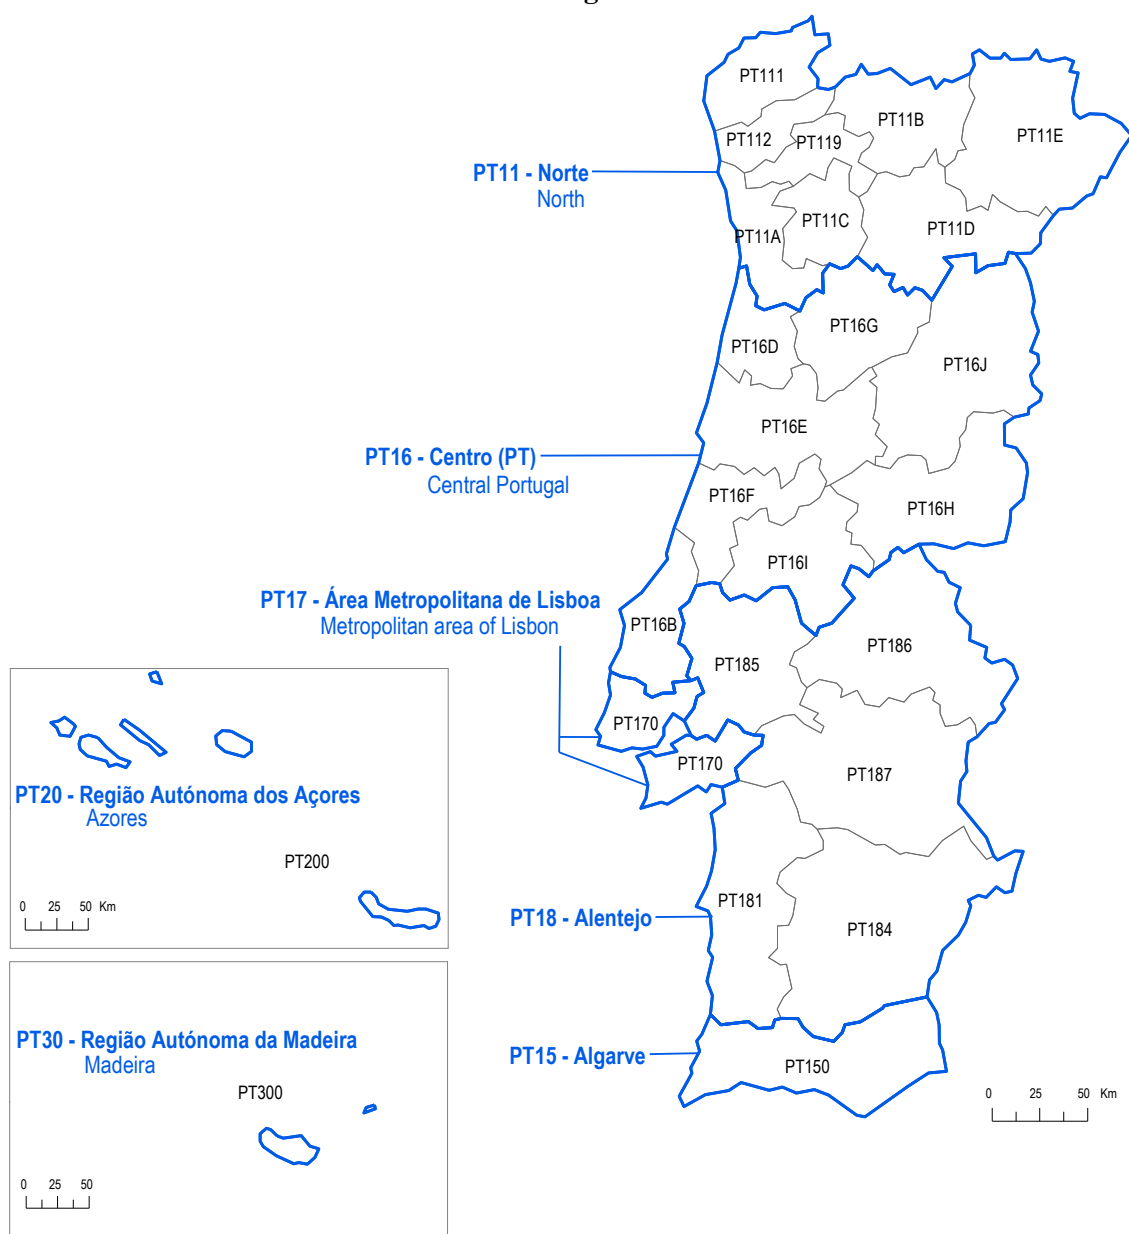 PT111
PT11B
PT112
PT119
PT11E
PT11 - Norte
North
PT11C
PT11D
PT11A
PT16G
PT16D
PT16J
PT16E
PT16 - Centro (PT)
Central Portugal
PT16F
PT16H
PT16I
PT17 - Área Metropolitana de Lisboa
Metropolitan area of Lisbon
PT16B
PT186
PT185
PT170
PT170
PT187
PT20 - Região Autónoma dos Açores
Azores
PT200
0 25 50 Km
PT181
PT18 - Alentejo
PT184
PT30 - Região Autónoma da Madeira
Madeira
PT15 - Algarve
PT150
PT300
0 25 50 Km
0 25 50